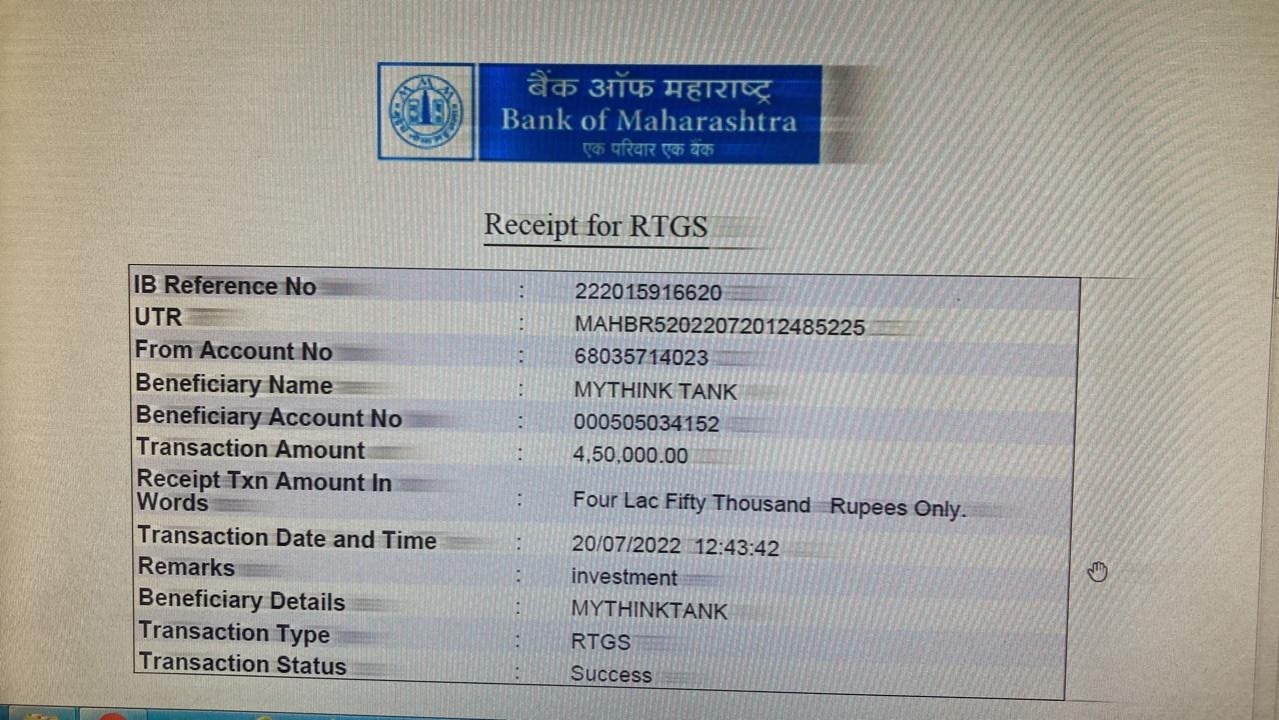 बैंक ऑफ महाराष्ट्र
Bank of Maharashtra
एक परिवार एक बैंक
Receipt for RTGS
IB Reference No : 222015916620
UTR : MAHBR52022072012485225
From Account No : 68035714023
Beneficiary Name : MYTHINK TANK
Beneficiary Account No : 000505034152
Transaction Amount : 4,50,000.00
Receipt Txn Amount In
Words : Four Lac Fifty Thousand Rupees Only.
Transaction Date and Time : 20/07/2022 12:43:42
Remarks : investment
Beneficiary Details : MYTHINKTANK
Transaction Type : RTGS
Transaction Status : Success